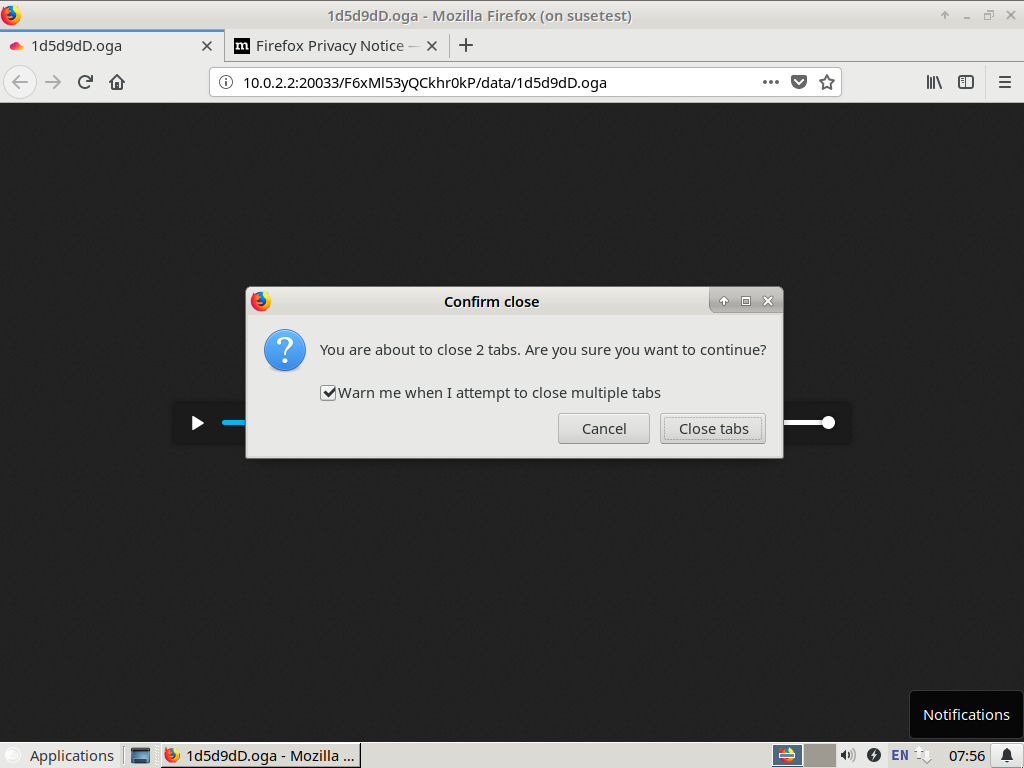 1d5d9dD.oga - Mozilla Firefox (on susetest)
1d5d9dD.oga
Firefox Privacy Notice —
10.0.2.2:20033/F6xMl53yQCkhr0kP/data/1d5d9dD.oga
Confirm close
You are about to close 2 tabs. Are you sure you want to continue?
Warn me when I attempt to close multiple tabs
Cancel
Close tabs
Notifications
Applications
1d5d9dD.oga - Mozilla ...
EN
07:56